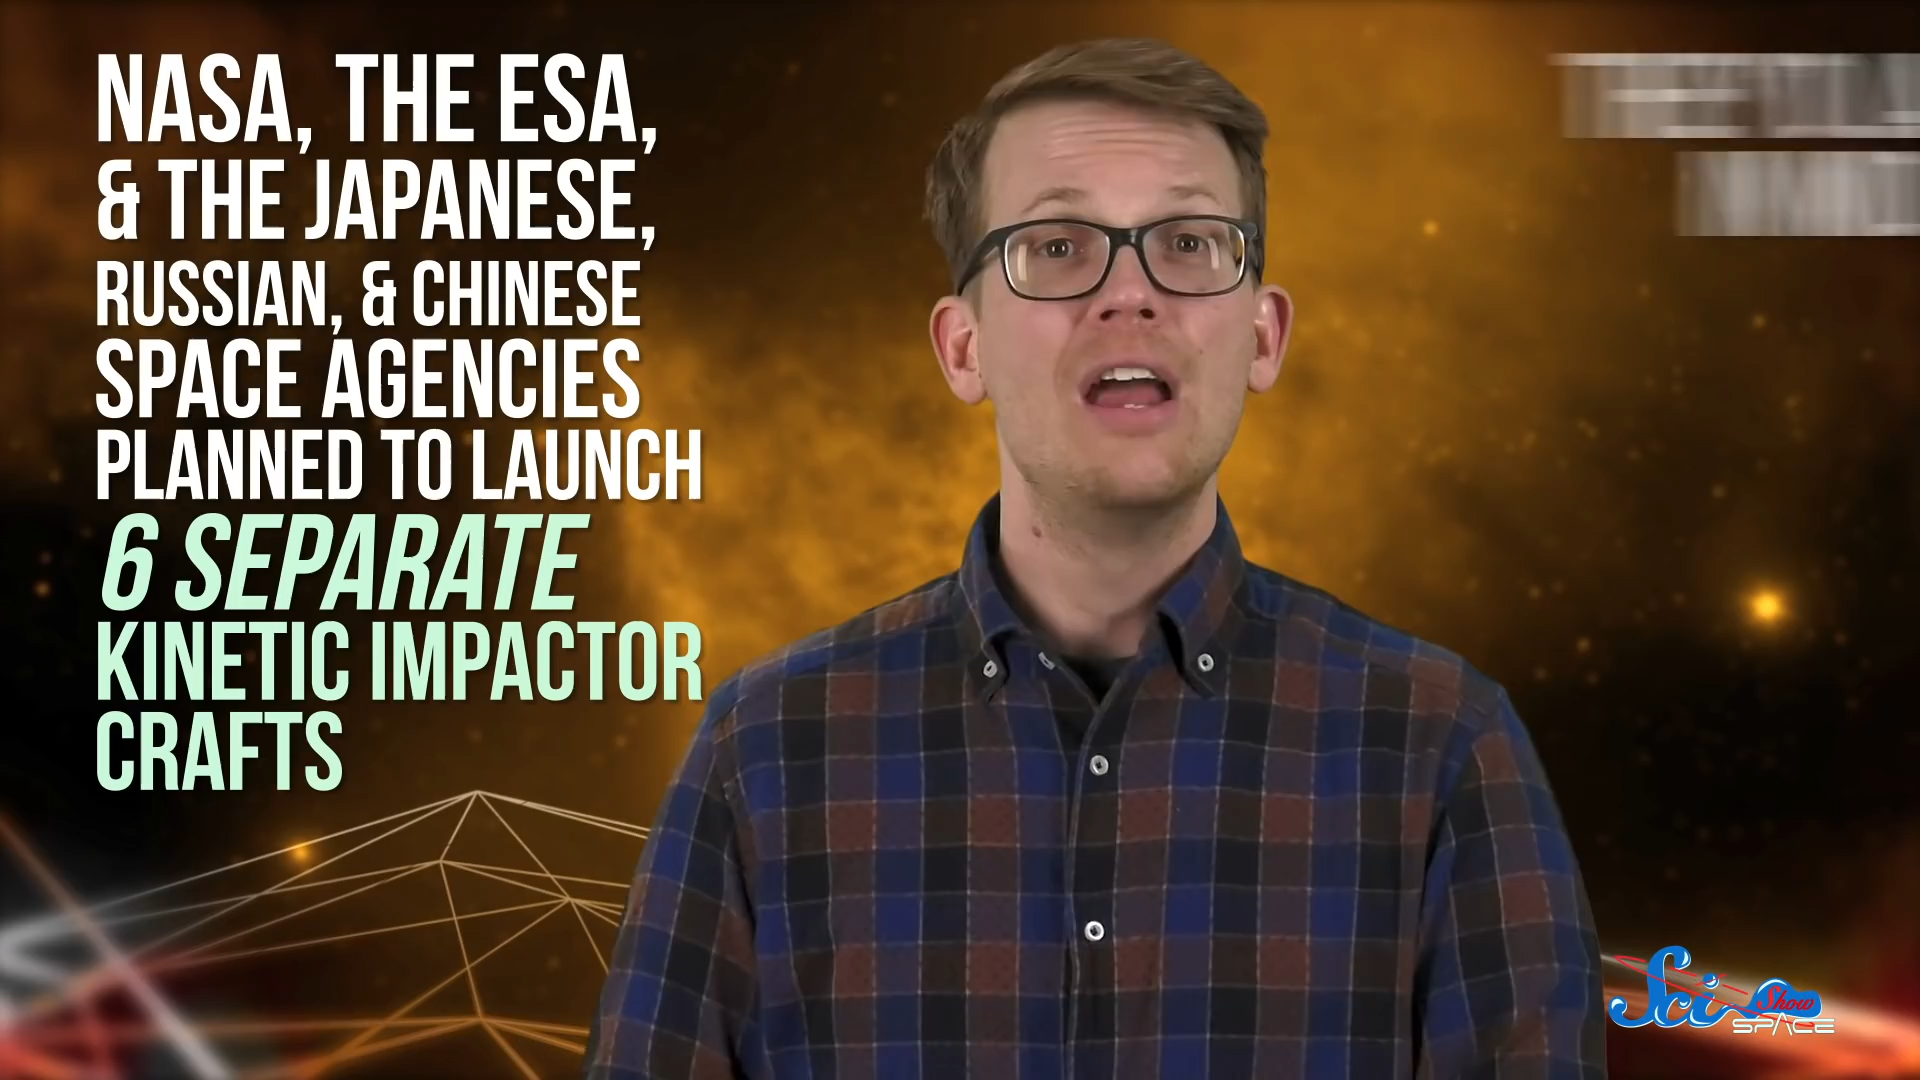 NASA, THE ESA,
& THE JAPANESE,
RUSSIAN, & CHINESE
SPACE AGENCIES
PLANNED TO LAUNCH
6 SEPARATE
KINETIC IMPACTOR
CRAFTS
Sci Show
SPACE